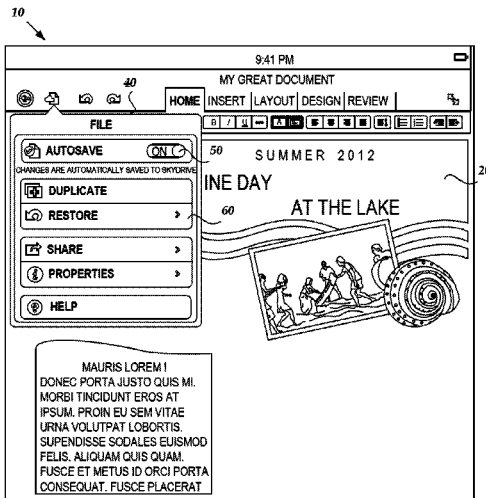 10
9:41 PM
MY GREAT DOCUMENT
40
HOME INSERT LAYOUT DESIGN REVIEW
FILE
B I U abc A
AUTOSAVE ON
50
CHANGES ARE AUTOMATICALLY SAVED TO SKYDRIVE
SUMMER 2012
20
DUPLICATE
INE DAY
RESTORE >
60
AT THE LAKE
SHARE >
PROPERTIES >
HELP
MAURIS LOREM I
DONEC PORTA JUSTO QUIS MI.
MORBI TINCIDUNT EROS AT
IPSUM. PROIN EU SEM VITAE
URNA VOLUTPAT LOBORTIS.
SUPENDISSE SODALES EUISMOD
FELIS. ALIQUAM QUIS QUAM.
FUSCE ET METUS ID ORCI PORTA
CONSEQUAT. FUSCE PLACERAT